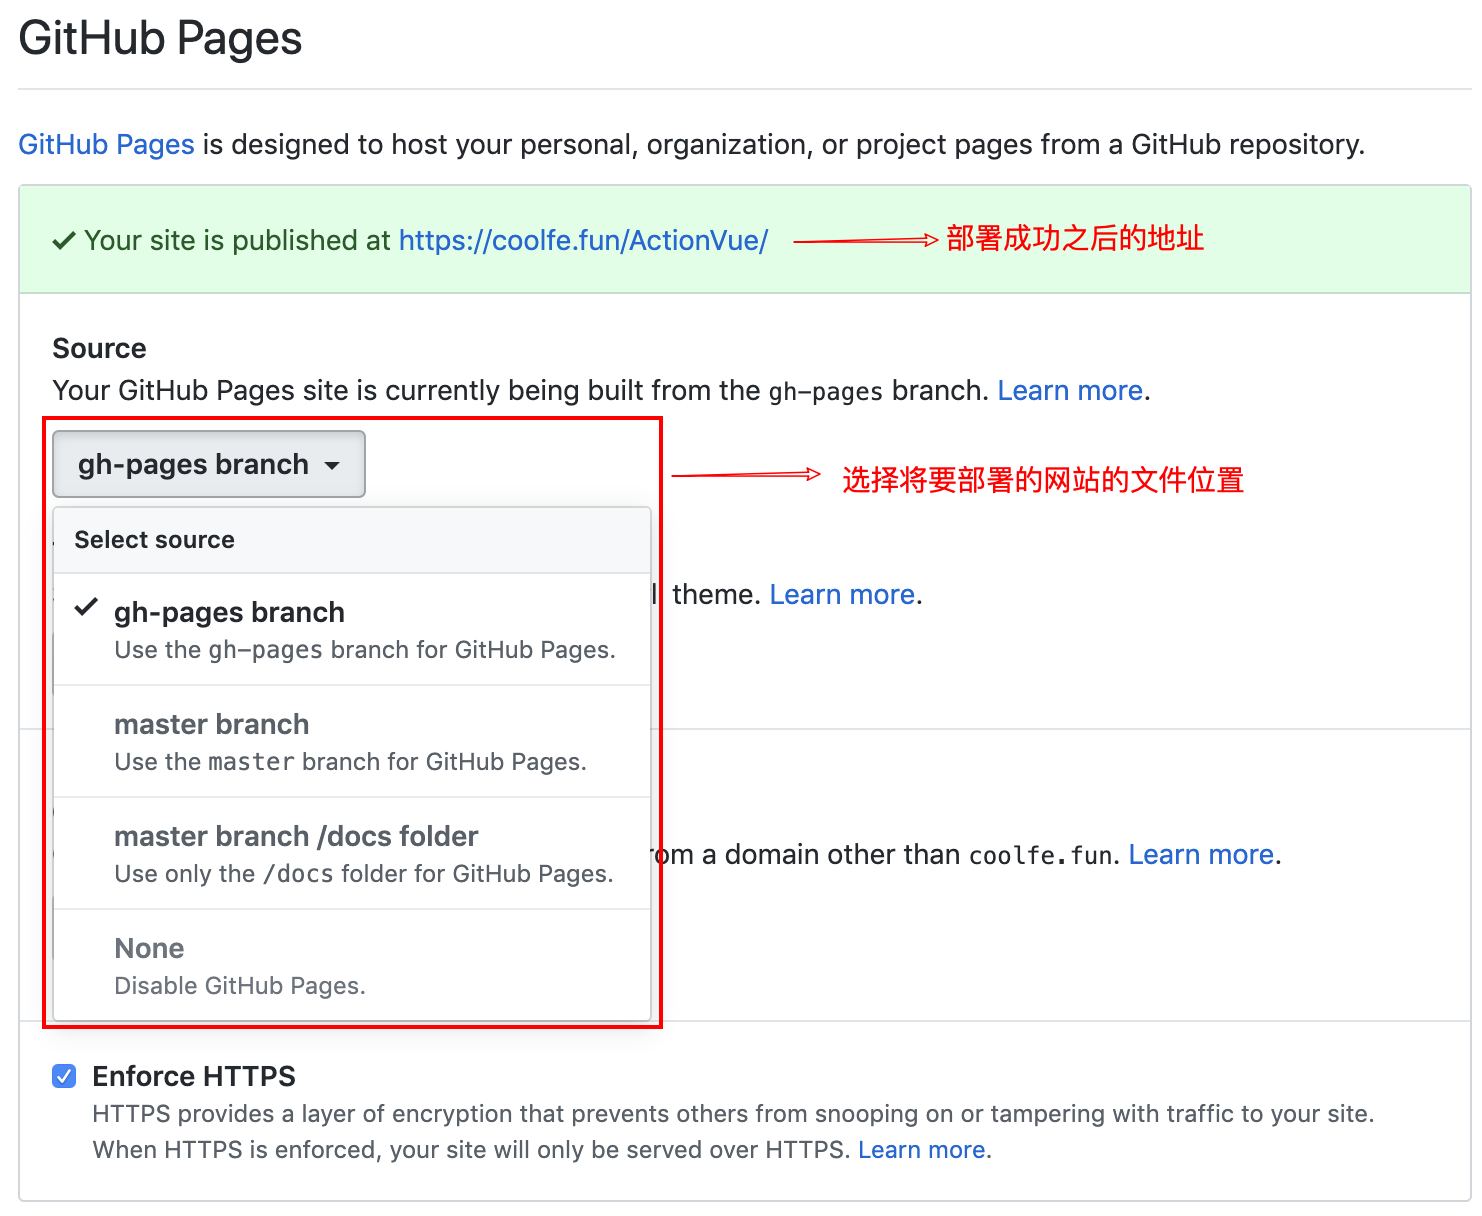 GitHub Pages
GitHub Pages is designed to host your personal, organization, or project pages from a GitHub repository.
Your site is published at https://coolfe.fun/ActionVue/
部署成功之后的地址
Source
Your GitHub Pages site is currently being built from the gh-pages branch. Learn more.
gh-pages branch
选择将要部署的网站的文件位置
Select source
gh-pages branch
theme. Learn more.
Use the gh-pages branch for GitHub Pages.
master branch
Use the master branch for GitHub Pages.
master branch /docs folder
a domain other than coolfe.fun. Learn more.
Use only the /docs folder for GitHub Pages.
None
Disable GitHub Pages.
Enforce HTTPS
HTTPS provides a layer of encryption that prevents others from snooping on or tampering with traffic to your site.
When HTTPS is enforced, your site will only be served over HTTPS. Learn more.